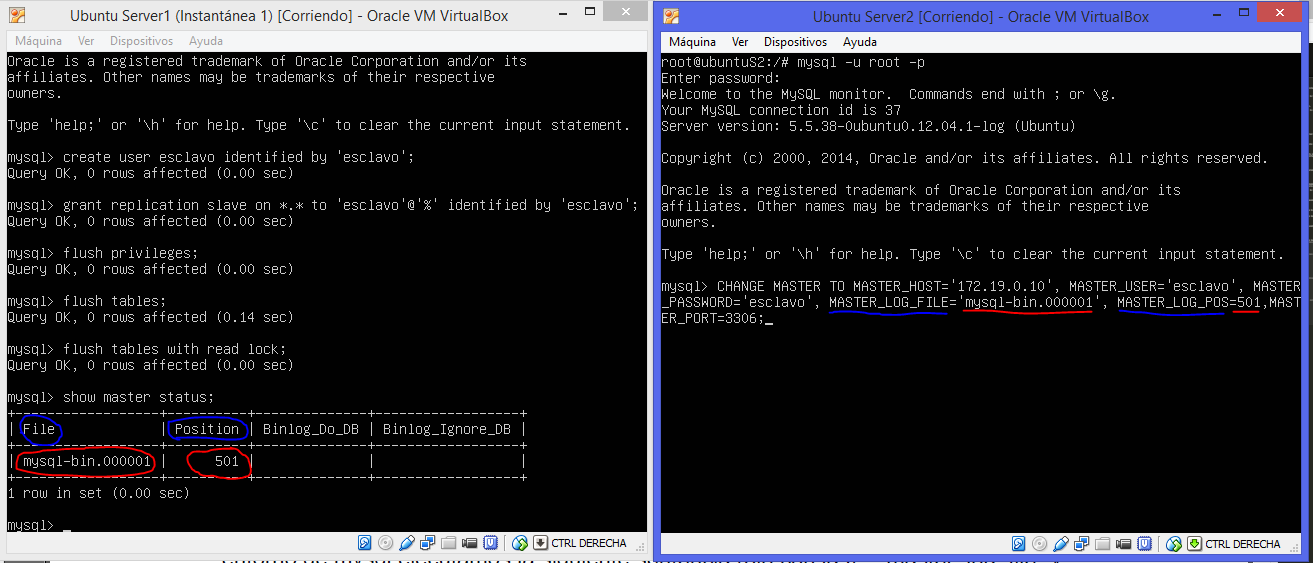 Ubuntu Server1 (Instantánea 1) [Corriendo] - Oracle VM VirtualBox
Máquina Ver Dispositivos Ayuda
Oracle is a registered trademark of Oracle Corporation and/or its
affiliates. Other names may be trademarks of their respective
owners.
Type 'help;' or '\h' for help. Type '\c' to clear the current input statement.
mysql> create user esclavo identified by 'esclavo';
Query OK, 0 rows affected (0.00 sec)
mysql> grant replication slave on *.* to 'esclavo'@'%' identified by 'esclavo';
Query OK, 0 rows affected (0.00 sec)
mysql> flush privileges;
Query OK, 0 rows affected (0.00 sec)
mysql> flush tables;
Query OK, 0 rows affected (0.14 sec)
mysql> flush tables with read lock;
Query OK, 0 rows affected (0.00 sec)
mysql> show master status;
+------------------+----------+--------------+------------------+
| File | Position | Binlog_Do_DB | Binlog_Ignore_DB |
+------------------+----------+--------------+------------------+
| mysql-bin.000001 | 501 | | |
+------------------+----------+--------------+------------------+
1 row in set (0.00 sec)
mysql> _
CTRL DERECHA
Ubuntu Server2 [Corriendo] - Oracle VM VirtualBox
Máquina Ver Dispositivos Ayuda
root@ubuntuS2:/# mysql -u root -p
Enter password:
Welcome to the MySQL monitor.  Commands end with ; or \g.
Your MySQL connection id is 37
Server version: 5.5.38-0ubuntu0.12.04.1-log (Ubuntu)
Copyright (c) 2000, 2014, Oracle and/or its affiliates. All rights reserved.
Oracle is a registered trademark of Oracle Corporation and/or its
affiliates. Other names may be trademarks of their respective
owners.
Type 'help;' or '\h' for help. Type '\c' to clear the current input statement.
mysql> CHANGE MASTER TO MASTER_HOST='172.19.0.10', MASTER_USER='esclavo', MASTER
_PASSWORD='esclavo', MASTER_LOG_FILE='mysql-bin.000001', MASTER_LOG_POS=501,MAST
ER_PORT=3306;_
CTRL DERECHA